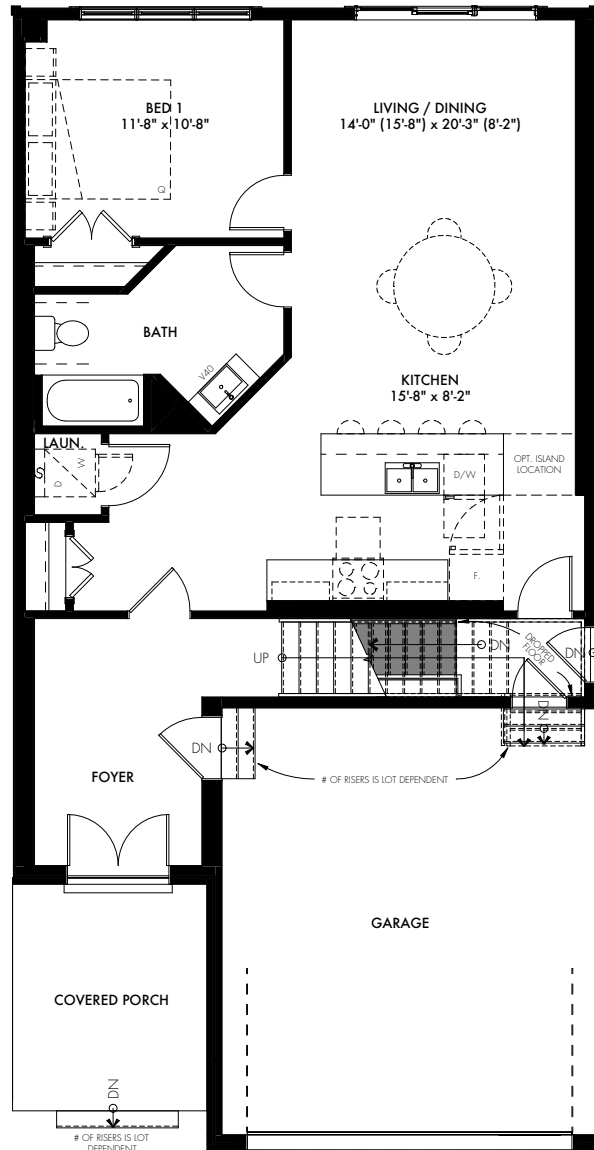 BED 1
11'-8" x 10'-8"
LIVING / DINING
14'-0" (15'-8") x 20'-3" (8'-2")
Q
BATH
V40
KITCHEN
15'-8" x 8'-2"
LAUN.
S
D
W
D/W
OPT. ISLAND
LOCATION
F.
UP
DN
DROPPED
FLOOR
DN
DN
DN
FOYER
# OF RISERS IS LOT DEPENDENT
GARAGE
COVERED PORCH
DN
# OF RISERS IS LOT
DEPENDENT